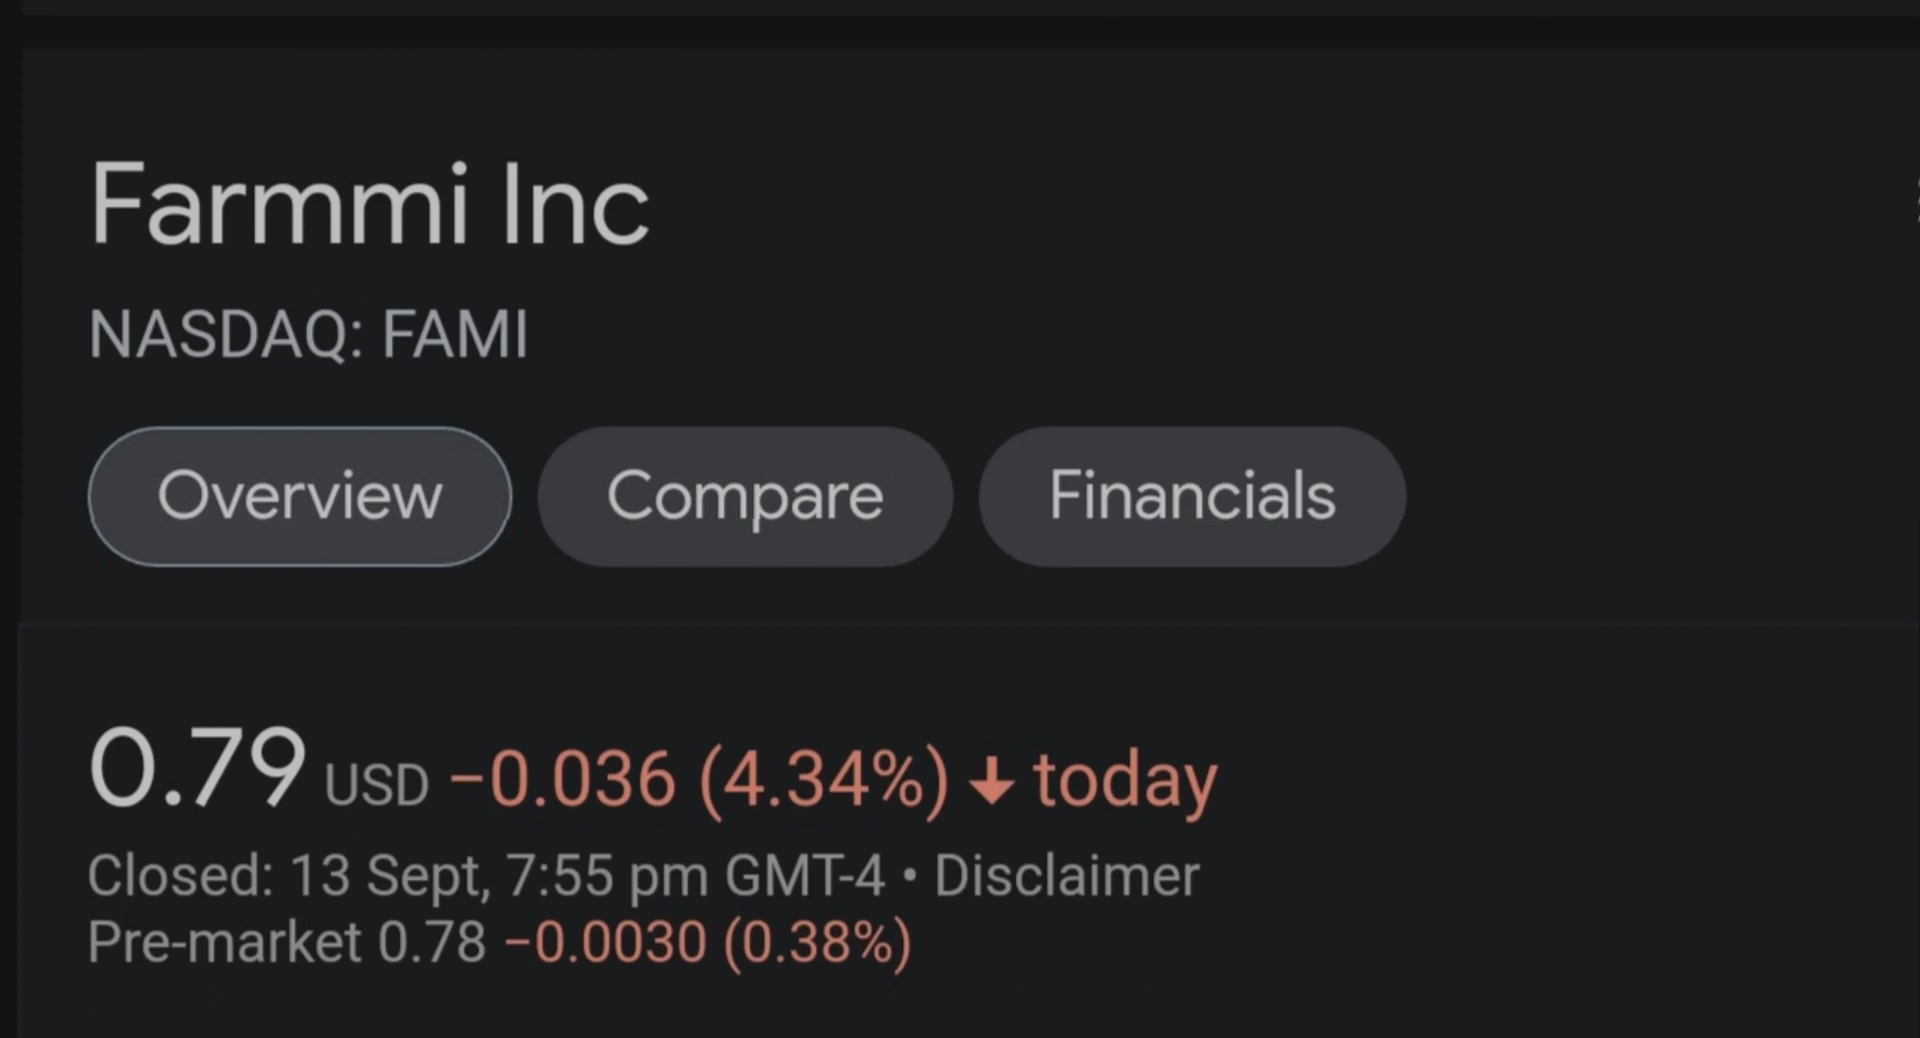 Farmmi Inc
NASDAQ: FAMI
Overview Compare Financials
0.79 USD −0.036 (4.34%) ↓ today
Closed: 13 Sept, 7:55 pm GMT-4 • Disclaimer
Pre-market 0.78 −0.0030 (0.38%)